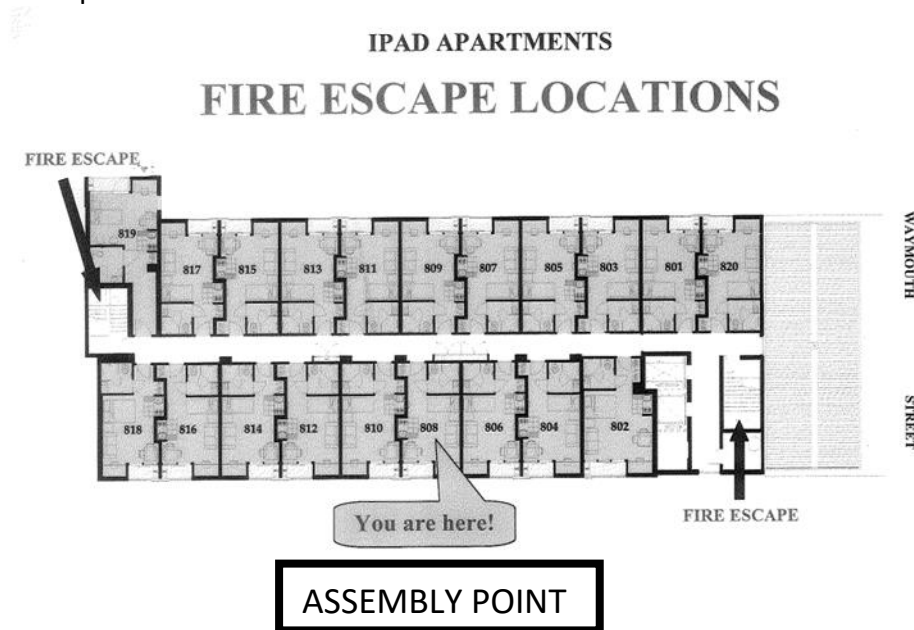 IPAD APARTMENTS
FIRE ESCAPE LOCATIONS
FIRE ESCAPE
819
817 815 813 811 809 807 805 803 801 820
WAYMOUTH
STREET
818 816 814 812 810 808 806 804 802
You are here!
FIRE ESCAPE
ASSEMBLY POINT